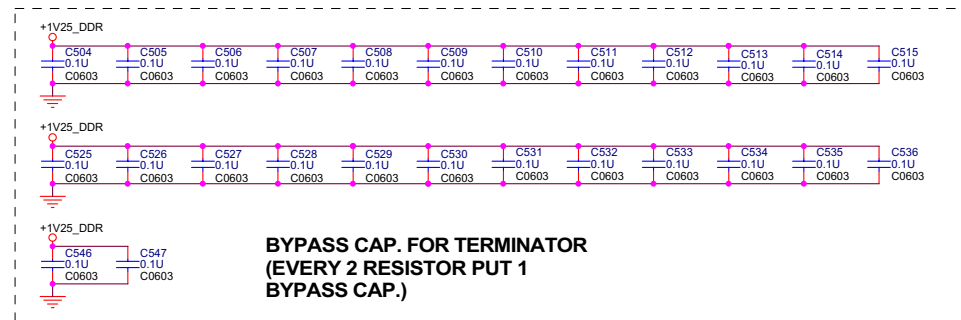 +1V25_DDR
C504 C505 C506 C507 C508 C509 C510 C511 C512 C513 C514 C515
0.1U 0.1U 0.1U 0.1U 0.1U 0.1U 0.1U 0.1U 0.1U 0.1U 0.1U 0.1U
C0603 C0603 C0603 C0603 C0603 C0603 C0603 C0603 C0603 C0603 C0603 C0603
+1V25_DDR
C525 C526 C527 C528 C529 C530 C531 C532 C533 C534 C535 C536
0.1U 0.1U 0.1U 0.1U 0.1U 0.1U 0.1U 0.1U 0.1U 0.1U 0.1U 0.1U
C0603 C0603 C0603 C0603 C0603 C0603 C0603 C0603 C0603 C0603 C0603 C0603
+1V25_DDR
C546 C547
0.1U 0.1U
C0603 C0603
BYPASS CAP. FOR TERMINATOR
(EVERY 2 RESISTOR PUT 1
BYPASS CAP.)